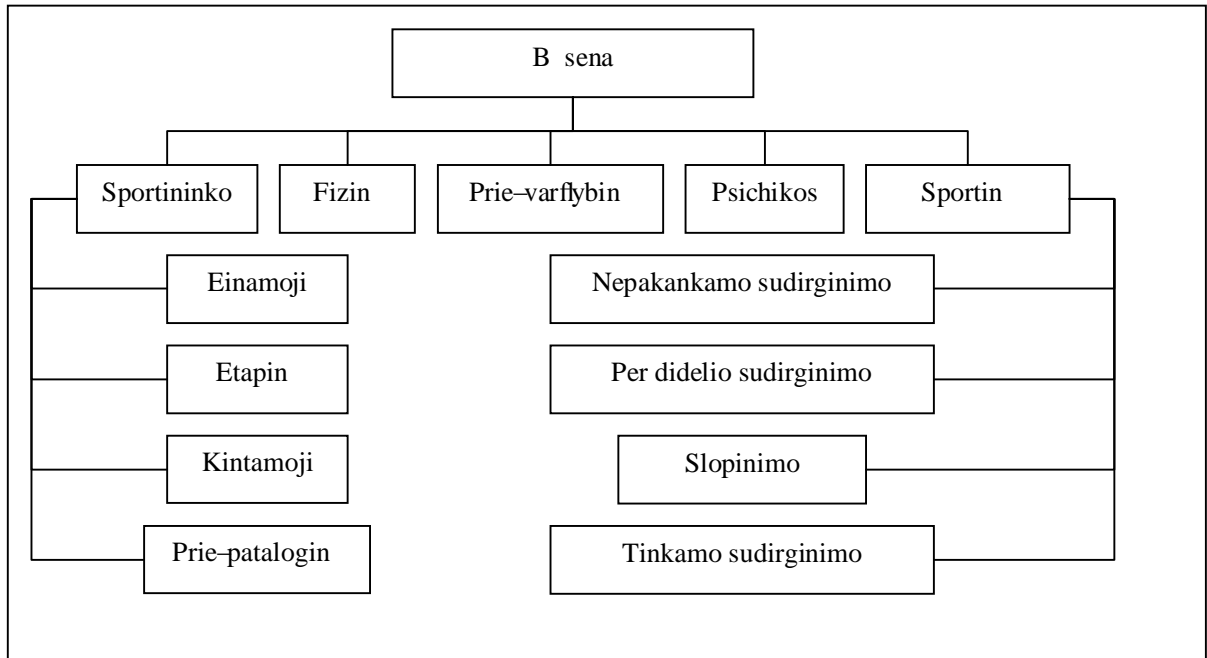 B sena
Sportininko
Fizin
Prie–varflybin
Psichikos
Sportin
Einamoji
Nepakankamo sudirginimo
Etapin
Per didelio sudirginimo
Kintamoji
Slopinimo
Prie–patalogin
Tinkamo sudirginimo